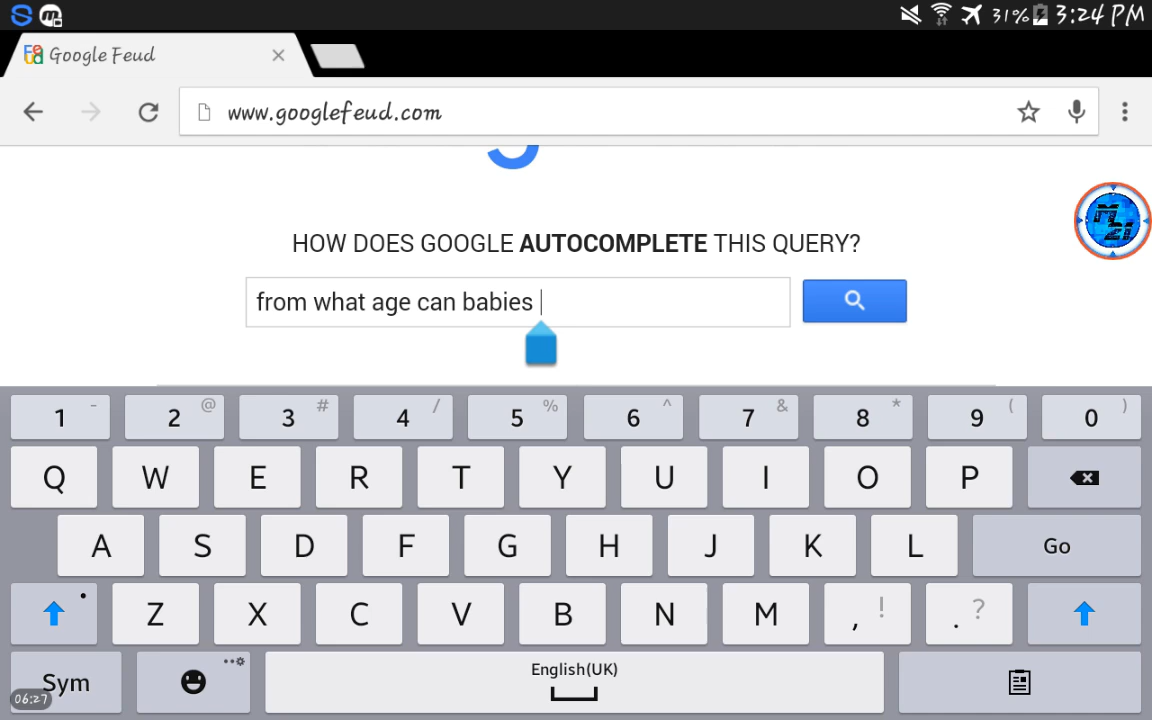 31% 3:24 PM
Google Feud
www.googlefeud.com
HOW DOES GOOGLE AUTOCOMPLETE THIS QUERY?
from what age can babies
1 - 2 @ 3 # 4 / 5 % 6 ^ 7 & 8 * 9 ( 0 )
Q W E R T Y U I O P
A S D F G H J K L Go
Z X C V B N M , ! . ?
English(UK)
Sym
06:27